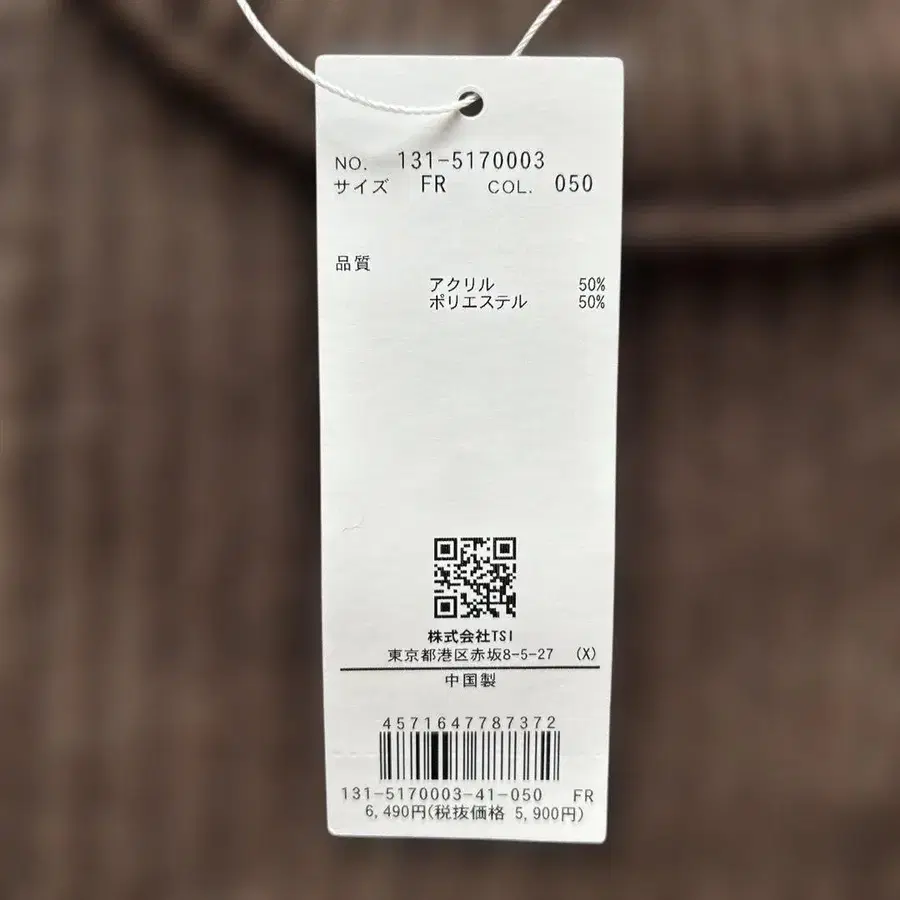 NO. 131-5170003
サイズ FR COL. 050
品質
アクリル 50%
ポリエステル 50%
株式会社TSI
東京都港区赤坂8-5-27 (X)
中国製
4571647787372
131-5170003-41-050 FR
6,490円(税抜価格 5,900円)